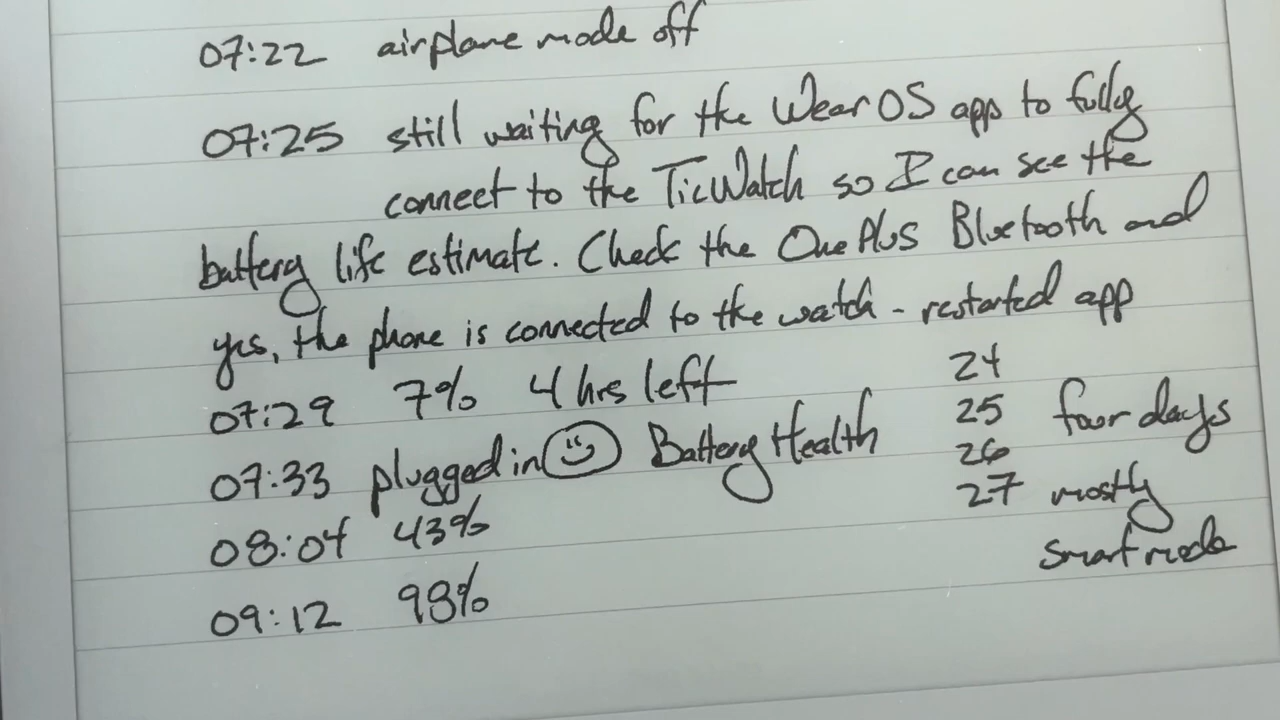 07:22 airplane mode off
07:25 still waiting for the Wear OS app to fully
connect to the TicWatch so I can see the
battery life estimate. Check the OnePlus Bluetooth and
yes, the phone is connected to the watch - restarted app
07:29 7% 4 hrs left 24
07:33 plugged in Battery Health 25 four days
26
08:04 43% 27 mostly
smart mode
09:12 98%